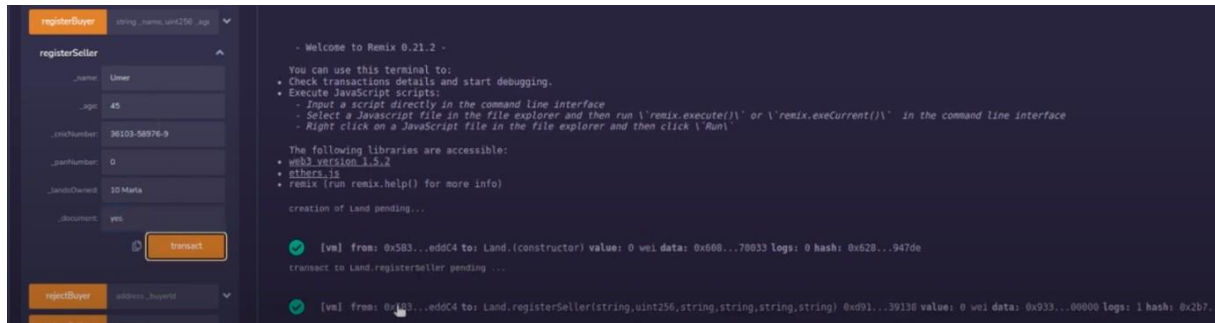 registerBuyer string _name, uint256 _age
registerSeller
_name: Umer
_age: 45
_cnicNumber: 36103-58976-9
_panNumber: 0
_landsOwned: 10 Marla
_document: yes
transact
rejectBuyer address _buyerId
- Welcome to Remix 0.21.2 -
You can use this terminal to:
• Check transactions details and start debugging.
• Execute JavaScript scripts:
- Input a script directly in the command line interface
- Select a Javascript file in the file explorer and then run \`remix.execute()\` or \`remix.exeCurrent()\` in the command line interface
- Right click on a JavaScript file in the file explorer and then click \`Run\`
The following libraries are accessible:
• web3 version 1.5.2
• ethers.js
• remix (run remix.help() for more info)
creation of Land pending...
[vm] from: 0x5B3...eddC4 to: Land.(constructor) value: 0 wei data: 0x608...70033 logs: 0 hash: 0x628...947de
transact to Land.registerSeller pending ...
[vm] from: eddC4 to: Land.registerSeller(string,uint256,string,string,string,string) 0xd91...39138 value: 0 wei data: 0x933...00000 logs: 1 hash: 0x2b7.